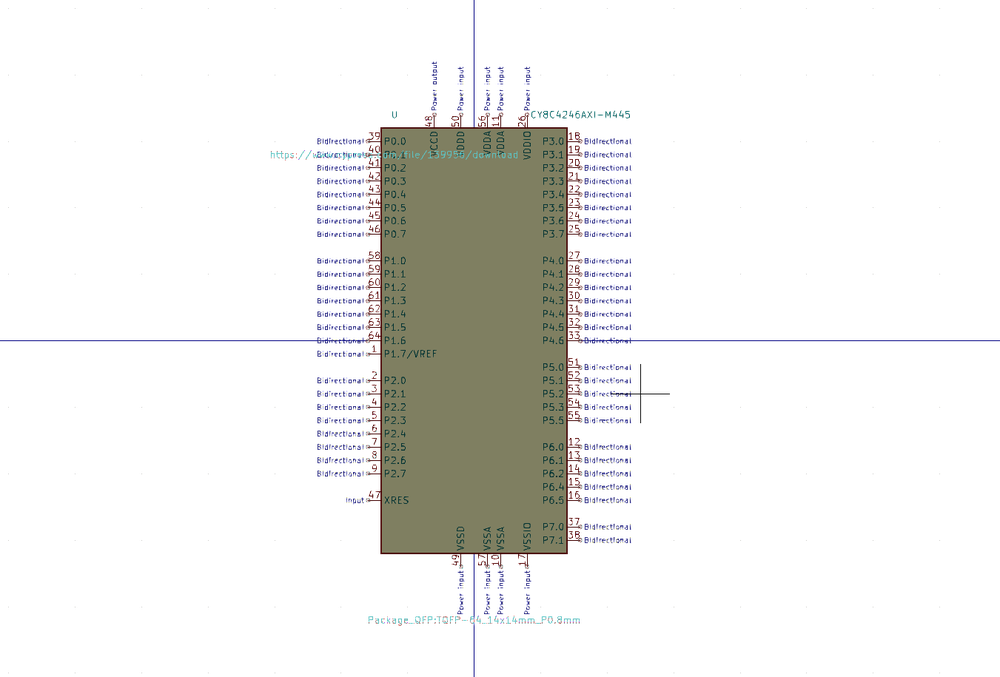 Power output Power input Power input Power input Power input
48 50 56 11 26
U CY8C4246AXI-M445
VCCD VDDD VDDA VDDA VDDIO
Bidirectional 39 P0.0 P3.0 18 Bidirectional
Bidirectional 40 P3.1 19 Bidirectional
Bidirectional 41 P0.2 P3.2 20 Bidirectional
Bidirectional 42 P0.3 P3.3 21 Bidirectional
Bidirectional 43 P0.4 P3.4 22 Bidirectional
Bidirectional 44 P0.5 P3.5 23 Bidirectional
Bidirectional 45 P0.6 P3.6 24 Bidirectional
Bidirectional 46 P0.7 P3.7 25 Bidirectional
Bidirectional 58 P1.0 P4.0 27 Bidirectional
Bidirectional 59 P1.1 P4.1 28 Bidirectional
Bidirectional 60 P1.2 P4.2 29 Bidirectional
Bidirectional 61 P1.3 P4.3 30 Bidirectional
Bidirectional 62 P1.4 P4.4 31 Bidirectional
Bidirectional 63 P1.5 P4.5 32 Bidirectional
Bidirectional 64 P1.6 P4.6 33 Bidirectional
Bidirectional 1 P1.7/VREF
P5.0 51 Bidirectional
Bidirectional 2 P2.0 P5.1 52 Bidirectional
Bidirectional 3 P2.1 P5.2 53 Bidirectional
Bidirectional 4 P2.2 P5.3 54 Bidirectional
Bidirectional 5 P2.3 P5.5 55 Bidirectional
Bidirectional 6 P2.4
Bidirectional 7 P2.5 P6.0 12 Bidirectional
Bidirectional 8 P2.6 P6.1 13 Bidirectional
Bidirectional 9 P2.7 P6.2 14 Bidirectional
P6.4 15 Bidirectional
Input 47 XRES P6.5 16 Bidirectional
P7.0 37 Bidirectional
P7.1 38 Bidirectional
VSSD VSSA VSSA VSSIO
49 57 10 17
Power input Power input Power input Power input
Package_QFP:TQFP-64_14x14mm_P0.8mm